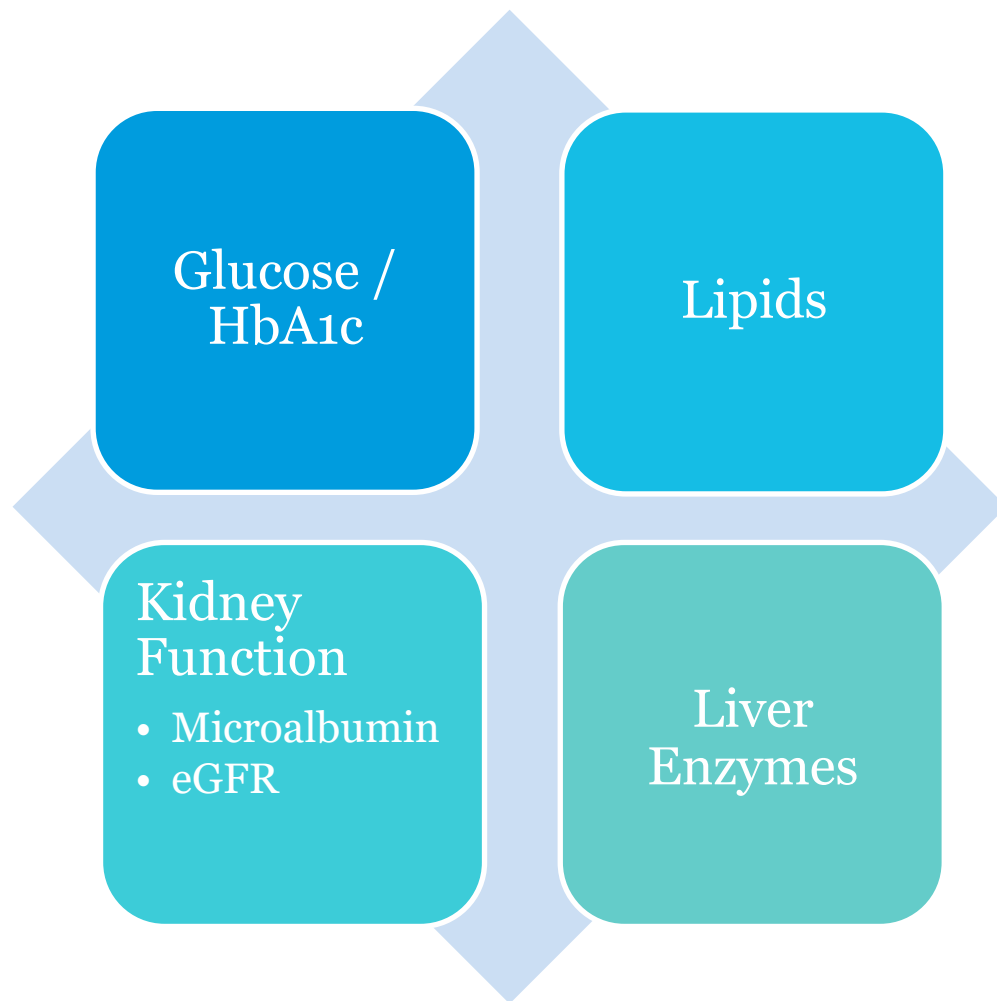 Glucose /
HbA1c
Lipids
Kidney
Function
• Microalbumin
• eGFR
Liver
Enzymes